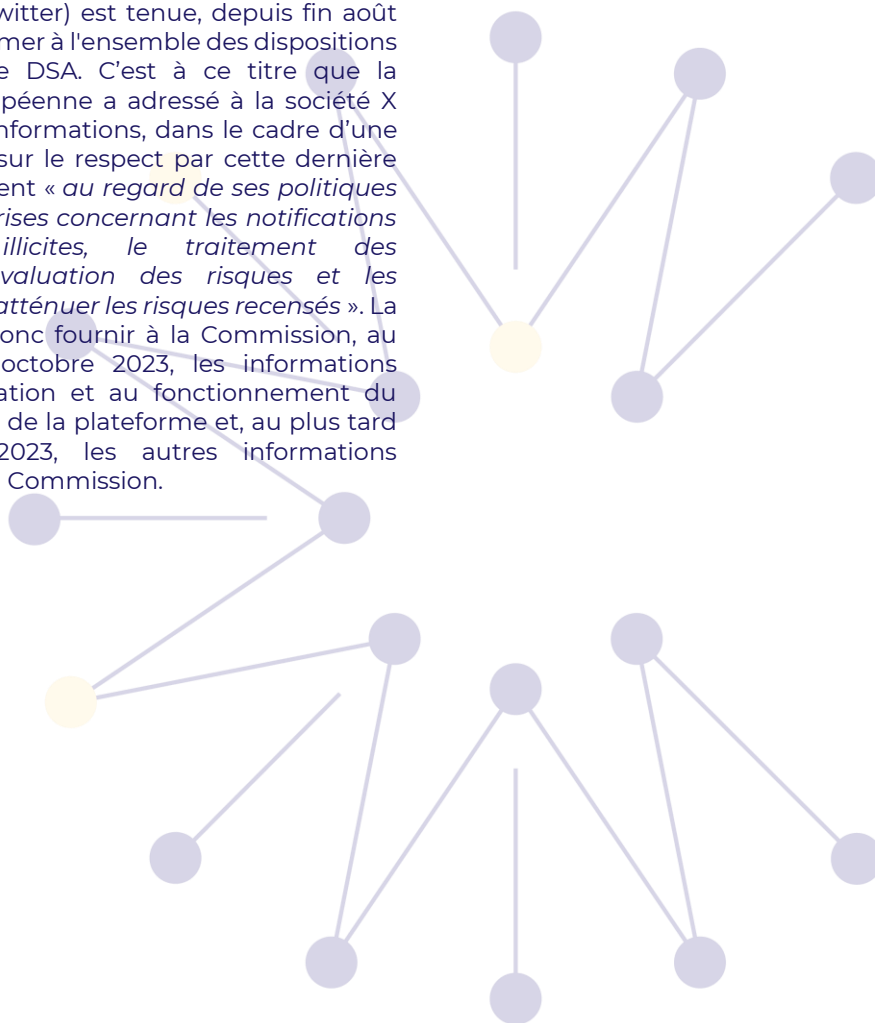 witter) est tenue, depuis fin août
mer à l'ensemble des dispositions
e DSA. C’est à ce titre que la
péenne a adressé à la société X
nformations, dans le cadre d’une
sur le respect par cette dernière
ent « au regard de ses politiques
rises concernant les notifications
illicites, le traitement des
valuation des risques et les
atténuer les risques recensés ». La
onc fournir à la Commission, au
octobre 2023, les informations
ation et au fonctionnement du
de la plateforme et, au plus tard
2023, les autres informations
Commission.